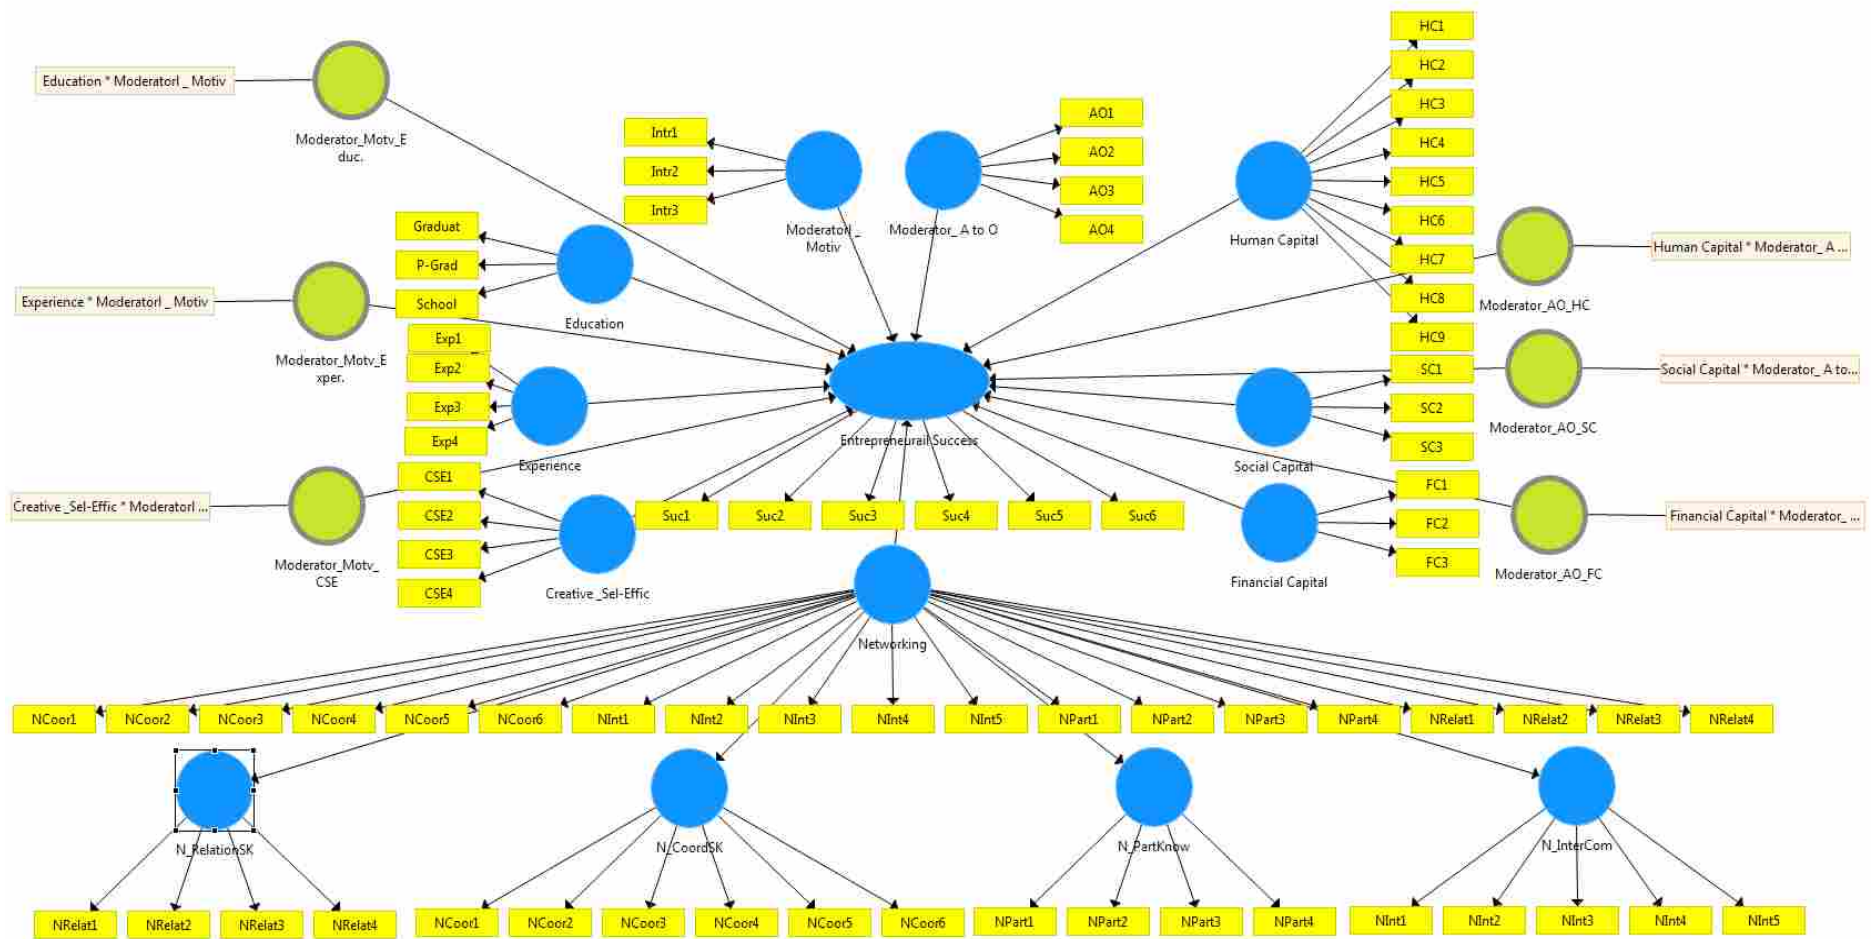 HC1
HC2
HC3
HC4
HC5
HC6
HC7
HC8
HC9
Education * ModeratorI _ Motiv
Moderator_Motv_E
duc.
Intr1
Intr2
Intr3
ModeratorI _
Motiv
Moderator_ A to O
AO1
AO2
AO3
AO4
Human Capital
Human Capital * Moderator_ A ...
Moderator_AO_HC
Graduat
P-Grad
School
Education
Experience * ModeratorI _ Motiv
Moderator_Motv_E
xper.
Exp1
Exp2
Exp3
Exp4
Experience
Entrepreneurail Success
SC1
SC2
SC3
Social Capital
Social Capital * Moderator_ A to...
Moderator_AO_SC
Creative _Sel-Effic * ModeratorI ...
Moderator_Motv_
CSE
CSE1
CSE2
CSE3
CSE4
Creative _Sel-Effic
Suc1
Suc2
Suc3
Suc4
Suc5
Suc6
FC1
FC2
FC3
Financial Capital
Financial Capital * Moderator_ ...
Moderator_AO_FC
Networking
NCoor1
NCoor2
NCoor3
NCoor4
NCoor5
NCoor6
NInt1
NInt2
NInt3
NInt4
NInt5
NPart1
NPart2
NPart3
NPart4
NRelat1
NRelat2
NRelat3
NRelat4
N_RelationSK
N_CoordSK
N_PartKnow
N_InterCom
NRelat1
NRelat2
NRelat3
NRelat4
NCoor1
NCoor2
NCoor3
NCoor4
NCoor5
NCoor6
NPart1
NPart2
NPart3
NPart4
NInt1
NInt2
NInt3
NInt4
NInt5